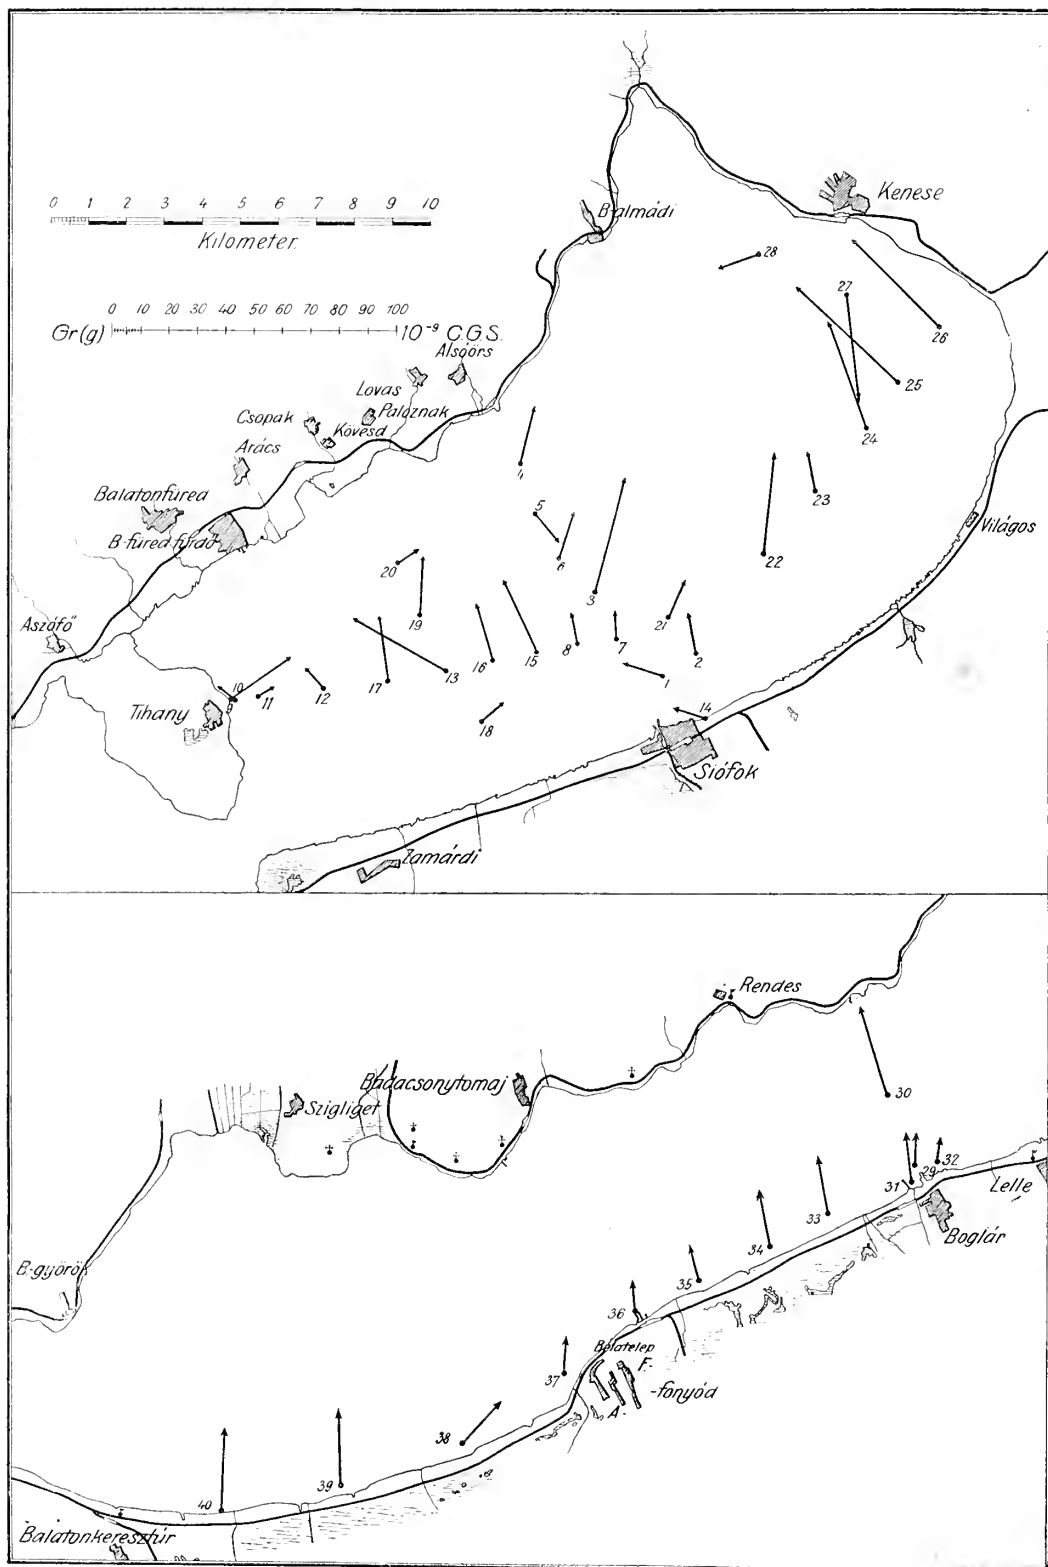 0 1 2 3 4 5 6 7 8 9 10
Kilometer.
0 10 20 30 40 50 60 70 80 90 100
Gr(g) 10⁻⁹ C.G.S.
Kenese
B-almádi
28
27
26
25
24
Alsóörs
Lovas
Paloznak
Csopak
Kövesd
Arács
4
23
Balatonfüred
B-füred fürdő
5
6
22
Világos
20
3
19
21
Aszófő
16
15
8
7
2
17
13
1
10
11
12
14
Tihany
18
Siófok
Zamárdi
Rendes
Badacsonytomaj
Szigliget
30
31
29
32
Lelle
33
Boglár
34
B.-györök
35
36
Bélatelep
37
F.-
-fonyód
A.-
38
39
40
Balatonkeresztúr